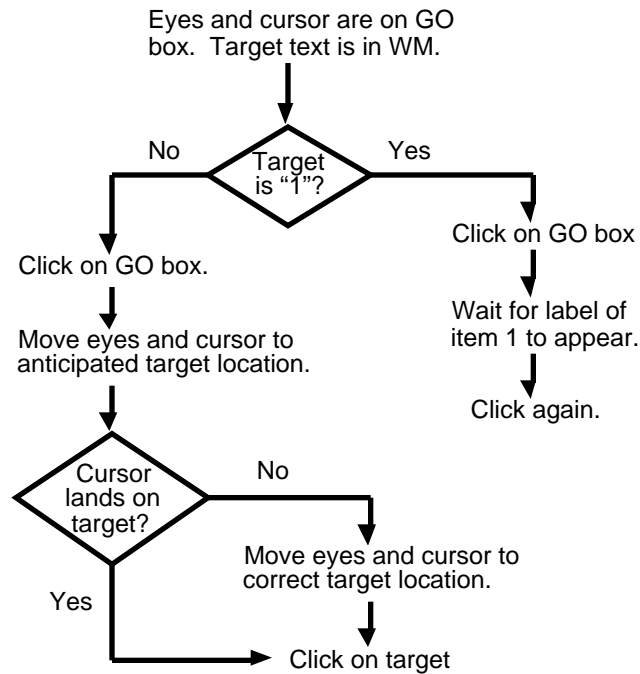 Eyes and cursor are on GO
box.  Target text is in WM.
No
Yes
Target
is “1”?
Click on GO box.
Click on GO box
Move eyes and cursor to
anticipated target location.
Wait for label of
item 1 to appear.
Click again.
Cursor
lands on
target?
No
Move eyes and cursor to
correct target location.
Yes
Click on target